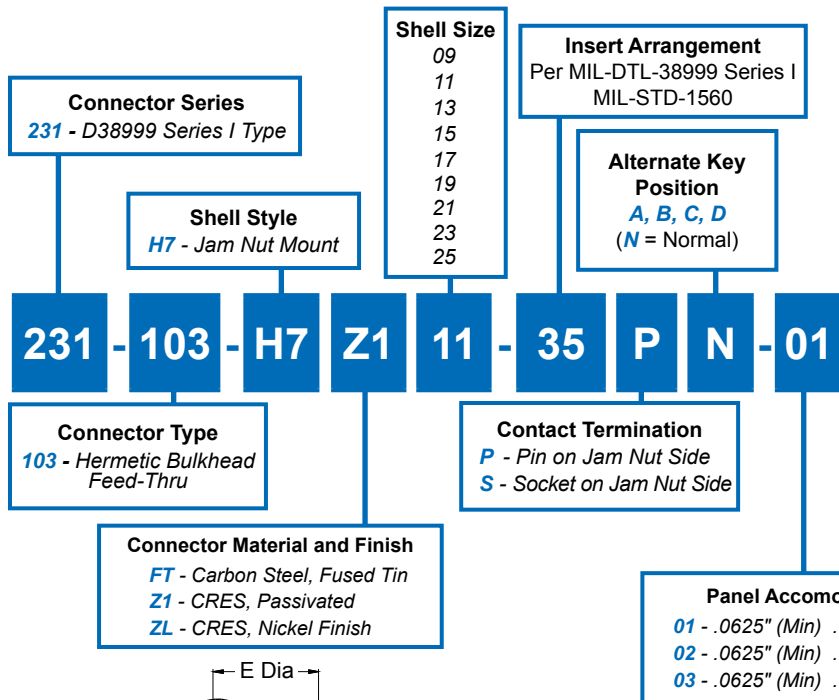 Connector Series
231 - D38999 Series I Type
Shell Style
H7 - Jam Nut Mount
Shell Size
09
11
13
15
17
19
21
23
25
Insert Arrangement
Per MIL-DTL-38999 Series I
MIL-STD-1560
Alternate Key
Position
A, B, C, D
(N = Normal)
231 - 103 - H7 Z1 11 - 35 P N - 01
Connector Type
103 - Hermetic Bulkhead
Feed-Thru
Connector Material and Finish
FT - Carbon Steel, Fused Tin
Z1 - CRES, Passivated
ZL - CRES, Nickel Finish
Contact Termination
P - Pin on Jam Nut Side
S - Socket on Jam Nut Side
Panel Accomo
01 - .0625" (Min) .
02 - .0625" (Min) .
03 - .0625" (Min) .
E Dia